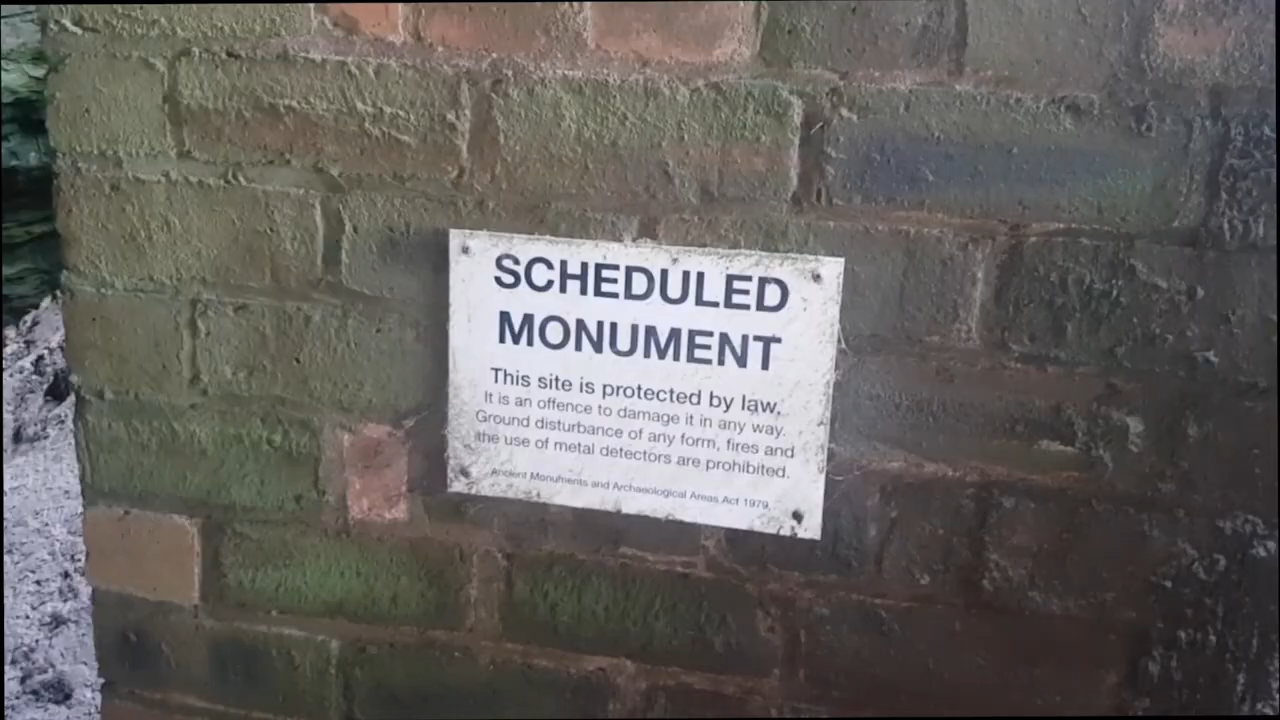 SCHEDULED
MONUMENT
This site is protected by law.
It is an offence to damage it in any way.
Ground disturbance of any form, fires and
the use of metal detectors are prohibited.
Ancient Monuments and Archaeological Areas Act 1979.